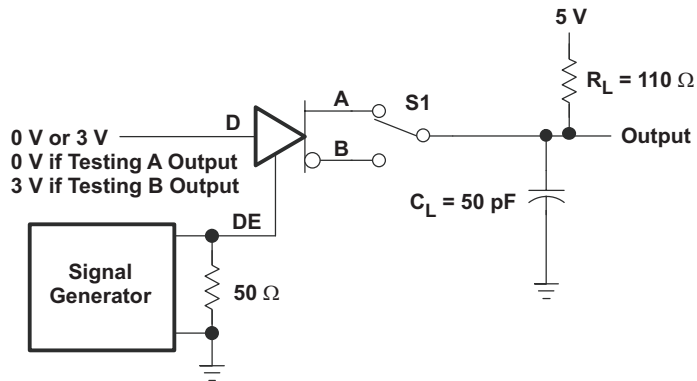 5 V
R_L = 110 Ω
A
S1
D
0 V or 3 V
0 V if Testing A Output
3 V if Testing B Output
B
Output
C_L = 50 pF
DE
Signal
Generator
50 Ω